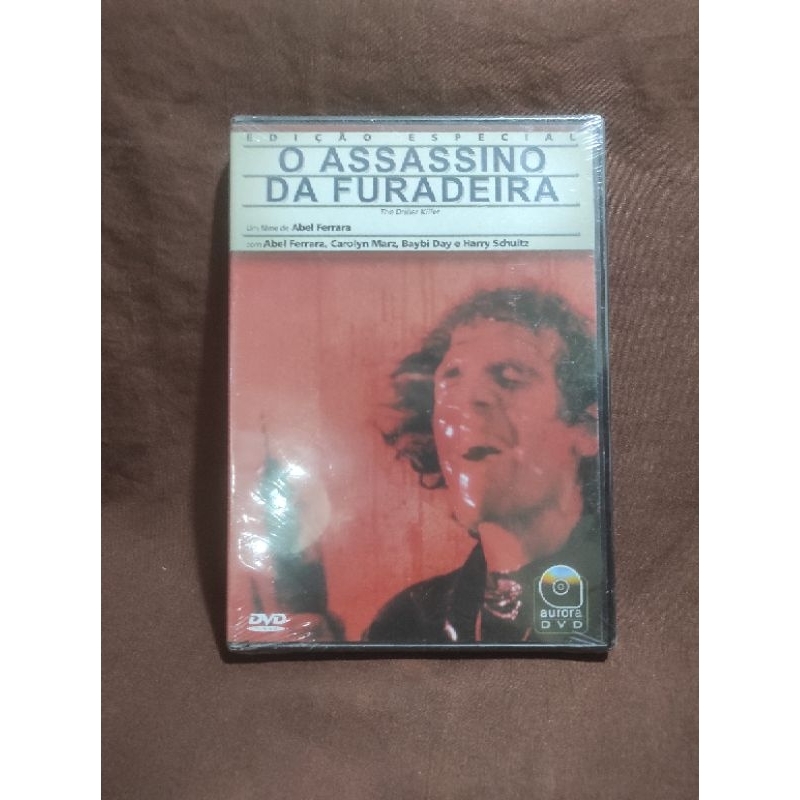 EDIÇÃO ESPECIAL
O ASSASSINO
DA FURADEIRA
The Driller Killer
Um filme de Abel Ferrara
com Abel Ferrara, Carolyn Marz, Baybi Day e Harry Schultz
DVD
aurora
DVD